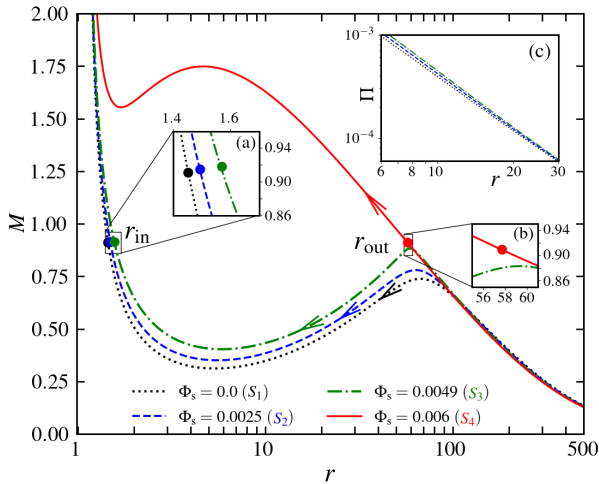 2.00
1.75
1.50
1.25
1.00
0.75
0.50
0.25
0.00
M
1 10 100 500
r
1.4 1.6
(a)
0.94
0.90
0.86
r_in
r_out
(b)
0.94
0.90
0.86
56 58 60
(c)
10⁻³
10⁻⁴
Π
6 8 10 20 30
r
Φ_s = 0.0 (S_1)
Φ_s = 0.0025 (S_2)
Φ_s = 0.0049 (S_3)
Φ_s = 0.006 (S_4)